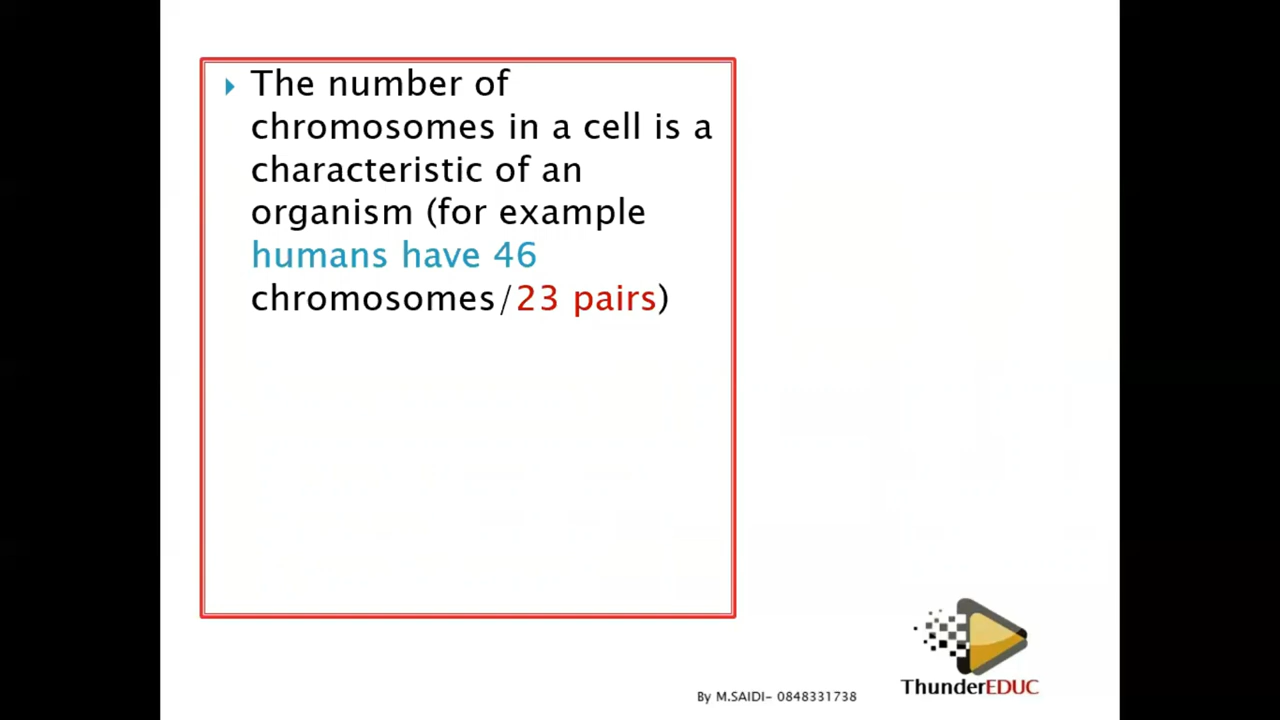 The number of
chromosomes in a cell is a
characteristic of an
organism (for example
humans have 46
chromosomes/23 pairs)
ThunderEDUC
By M.SAIDI- 0848331738